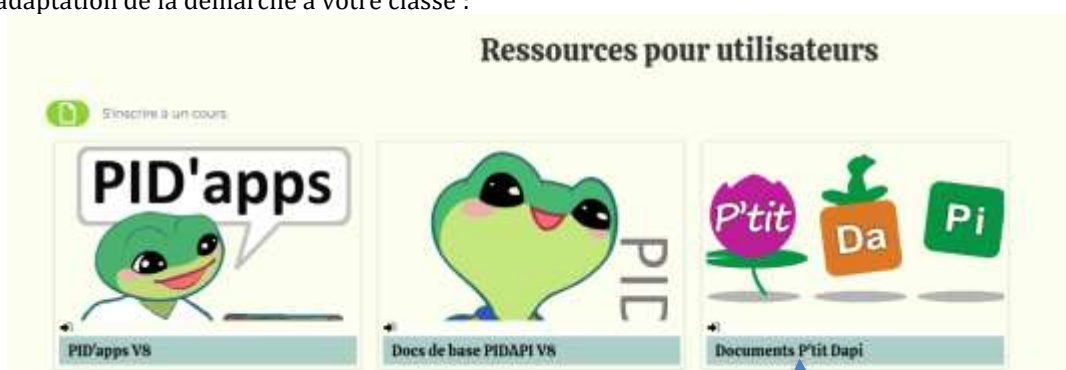 adaptation de la démarche à votre classe :
Ressources pour utilisateurs
S'inscrire à un cours
PID'apps
PID
P'tit Da Pi
PID'apps V8
Docs de base PIDAPI V8
Documents P'tit Dapi